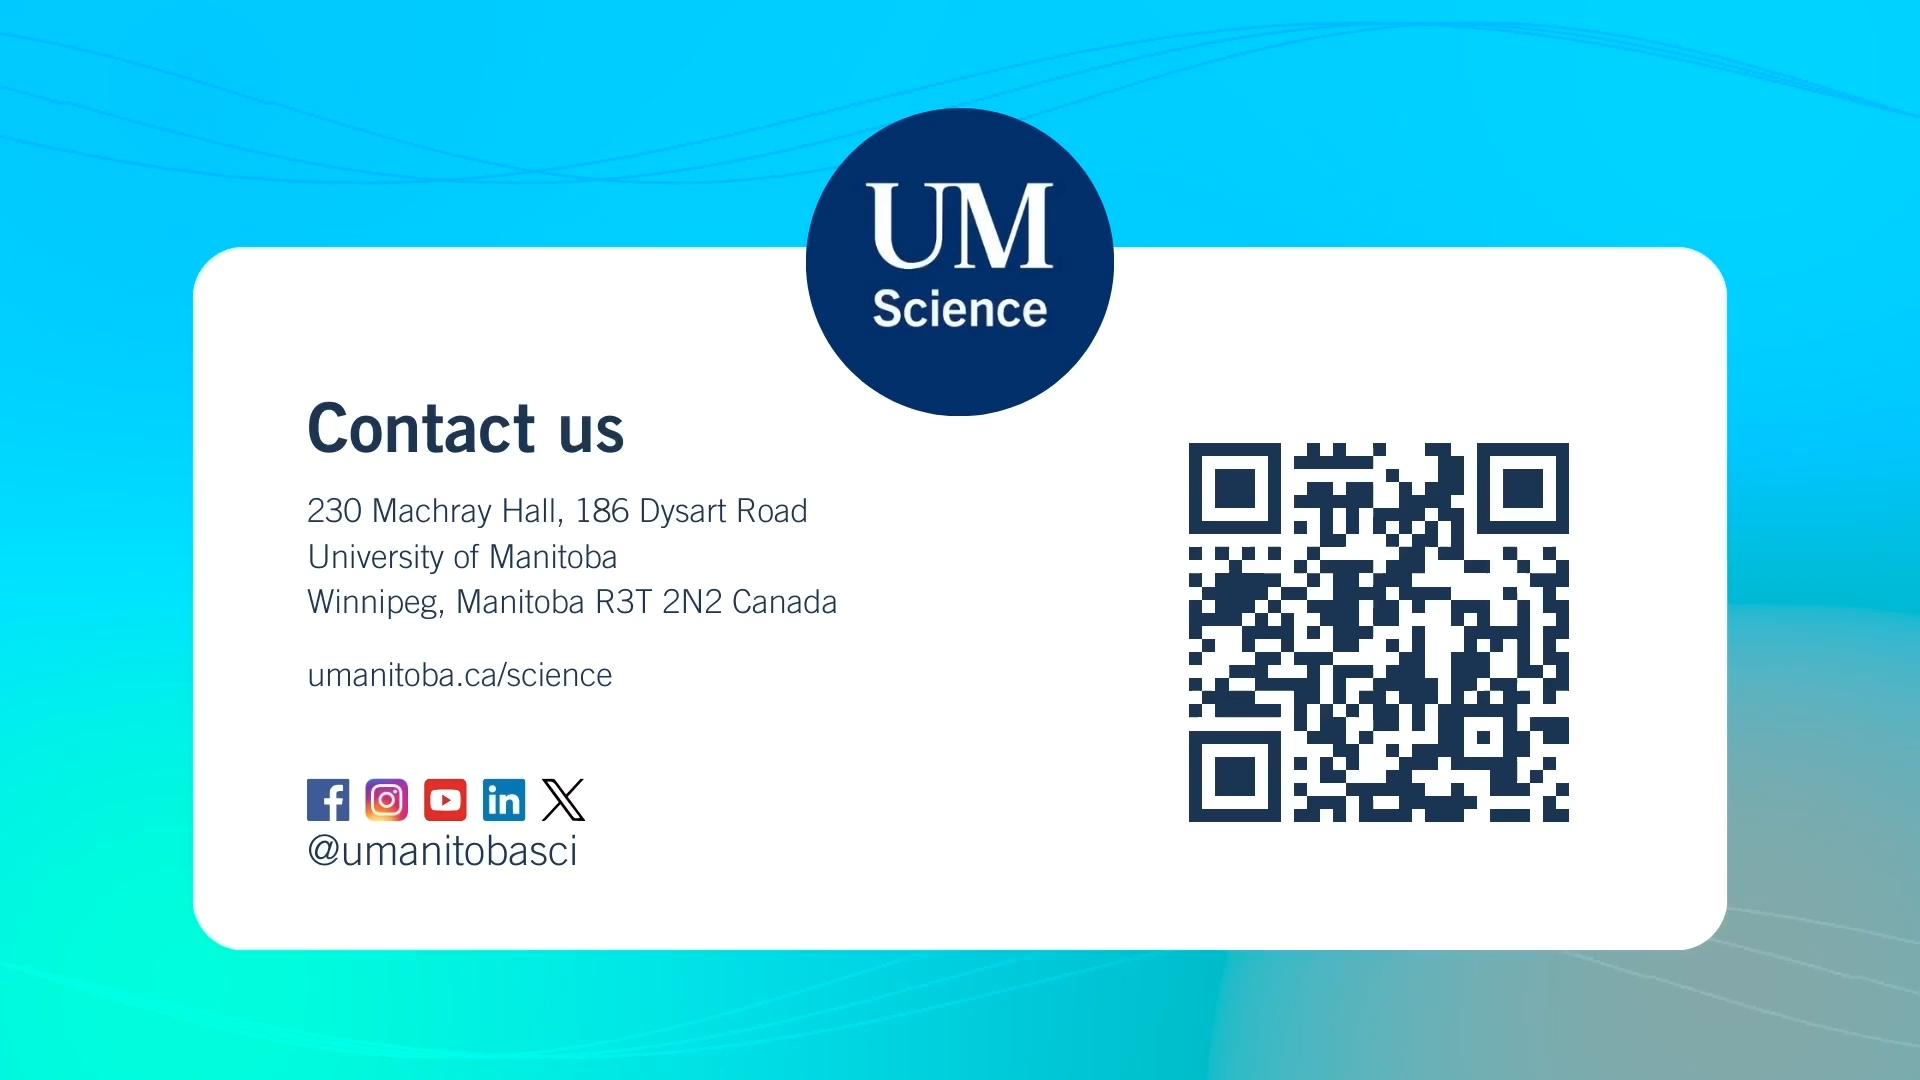 UM
Science
Contact us
230 Machray Hall, 186 Dysart Road
University of Manitoba
Winnipeg, Manitoba R3T 2N2 Canada
umanitoba.ca/science
@umanitobasci